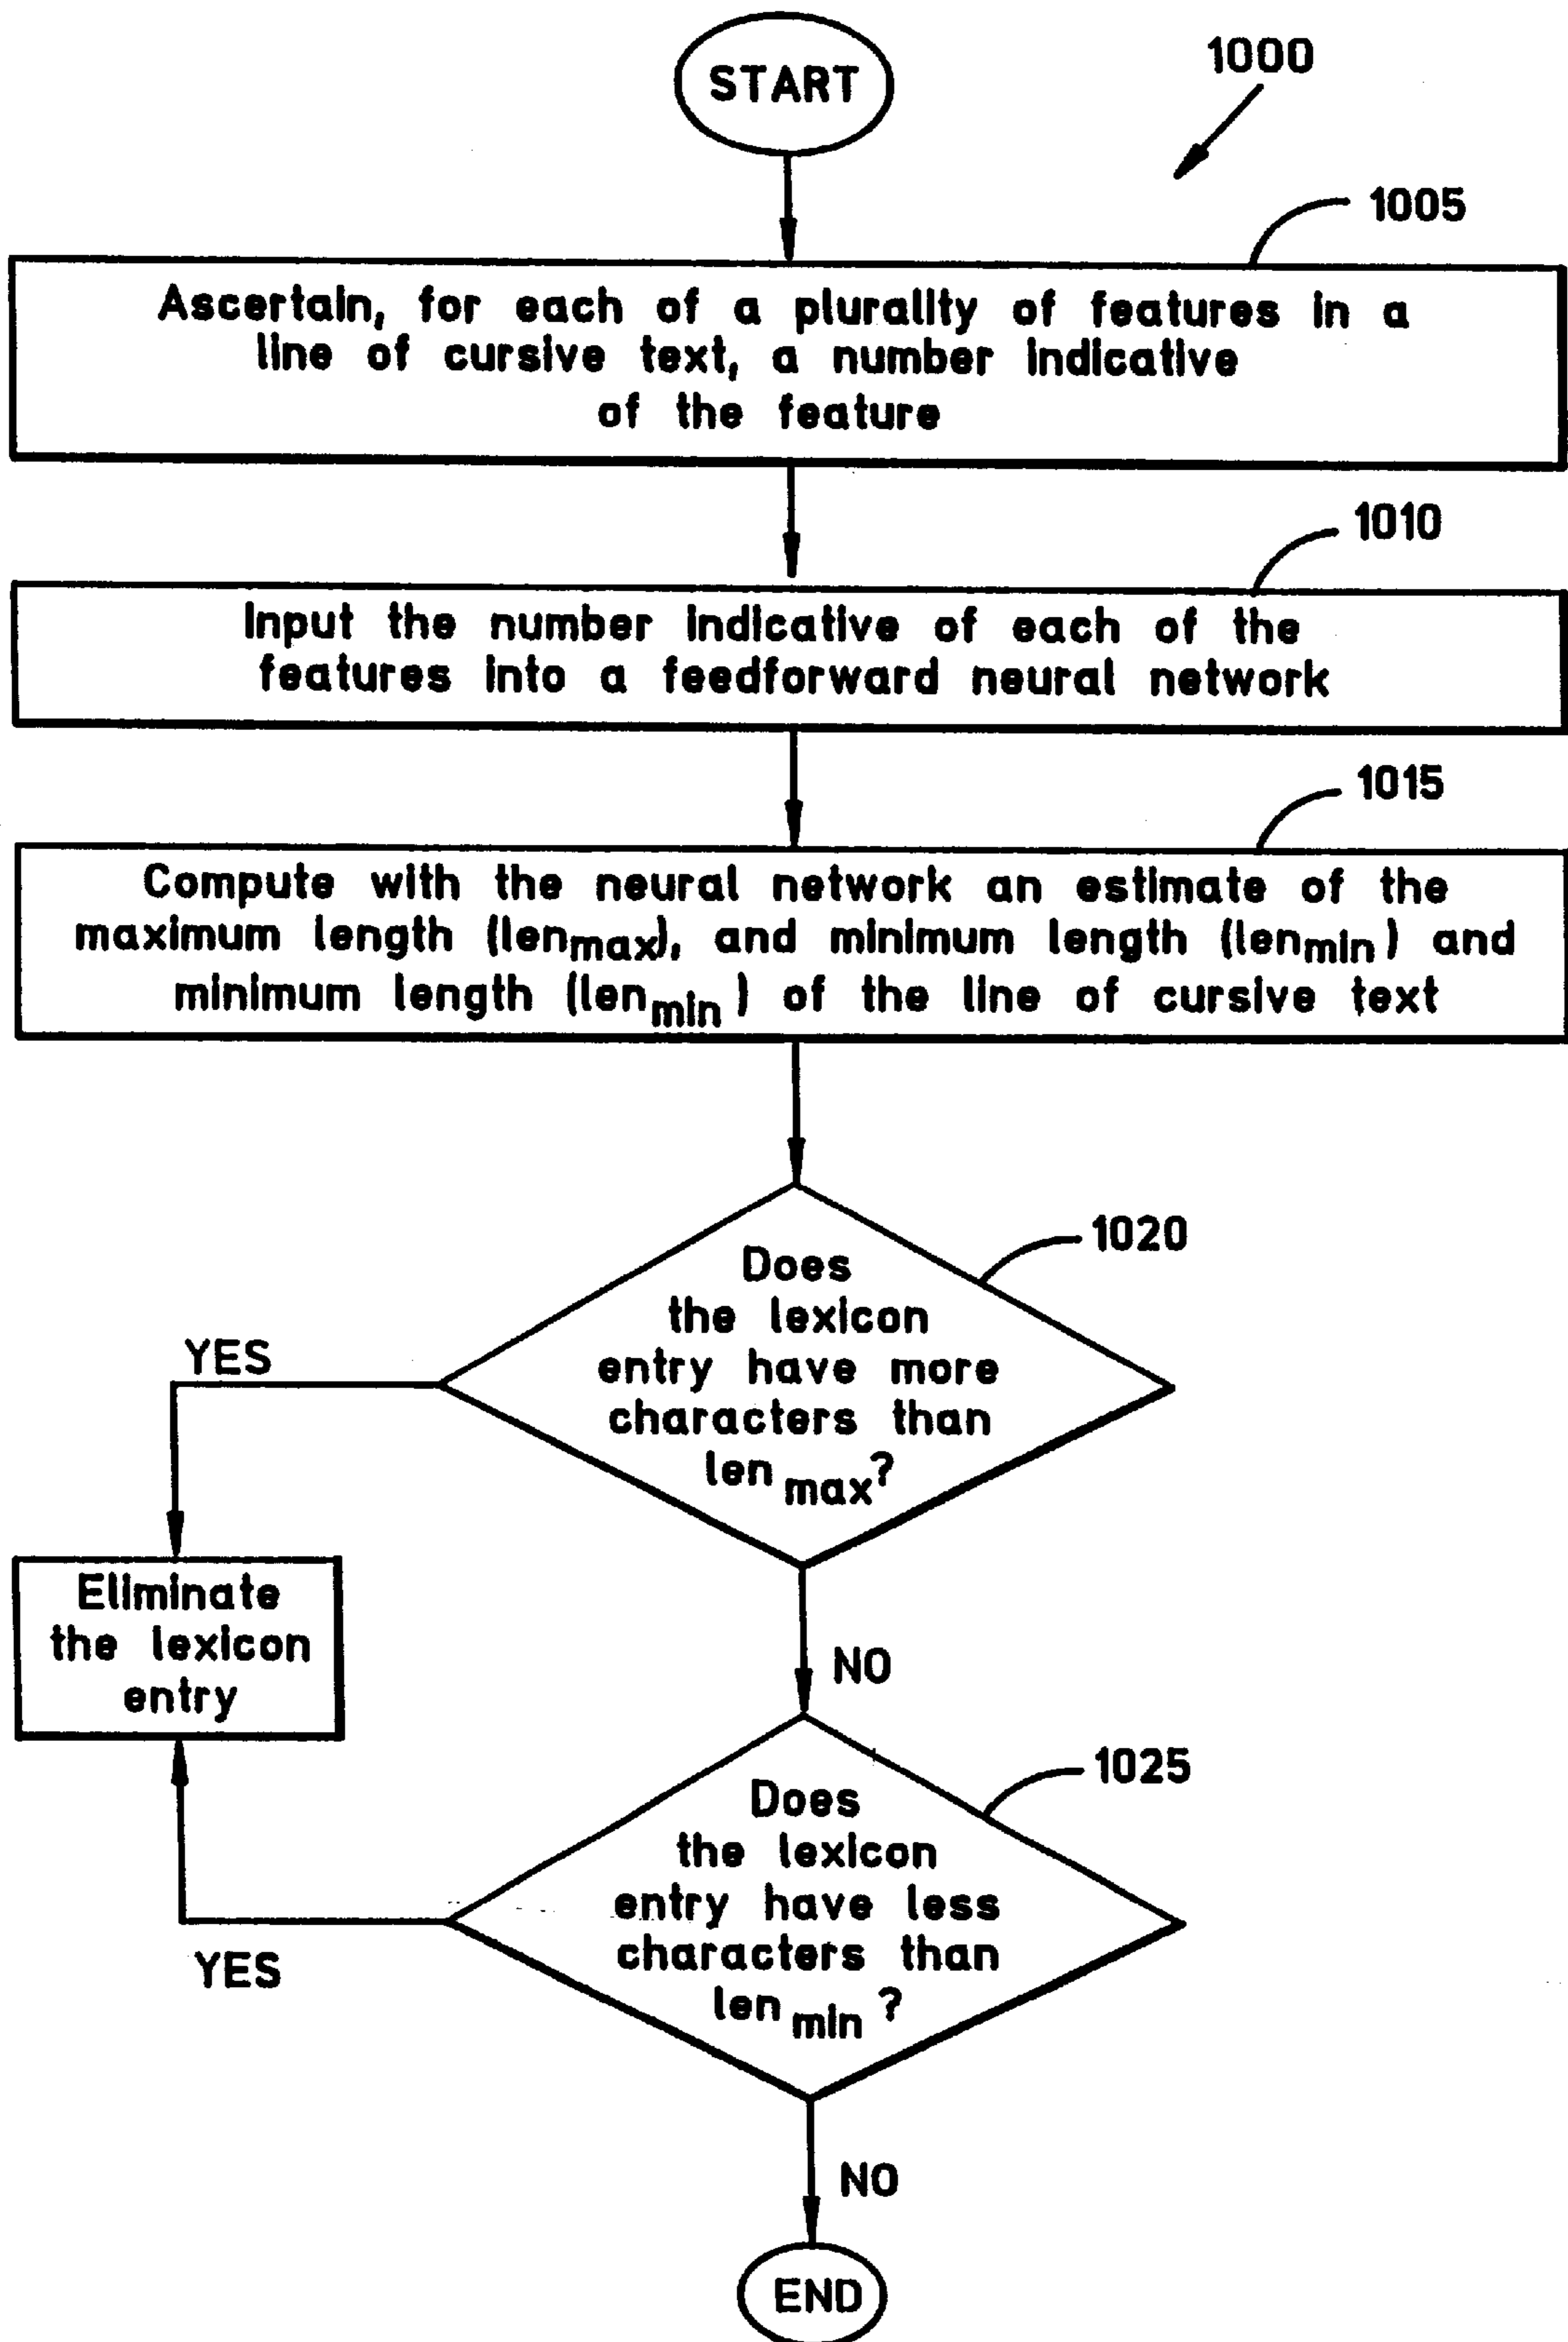 START
1000
1005
Ascertain, for each of a plurality of features in a
line of cursive text, a number indicative
of the feature
1010
Input the number indicative of each of the
features into a feedforward neural network
1015
Compute with the neural network an estimate of the
maximum length (lenmax), and minimum length (lenmin) and
minimum length (lenmin) of the line of cursive text
1020
Does
the lexicon
entry have more
characters than
len max?
YES
Eliminate
the lexicon
entry
NO
1025
Does
the lexicon
entry have less
characters than
len min ?
YES
NO
END